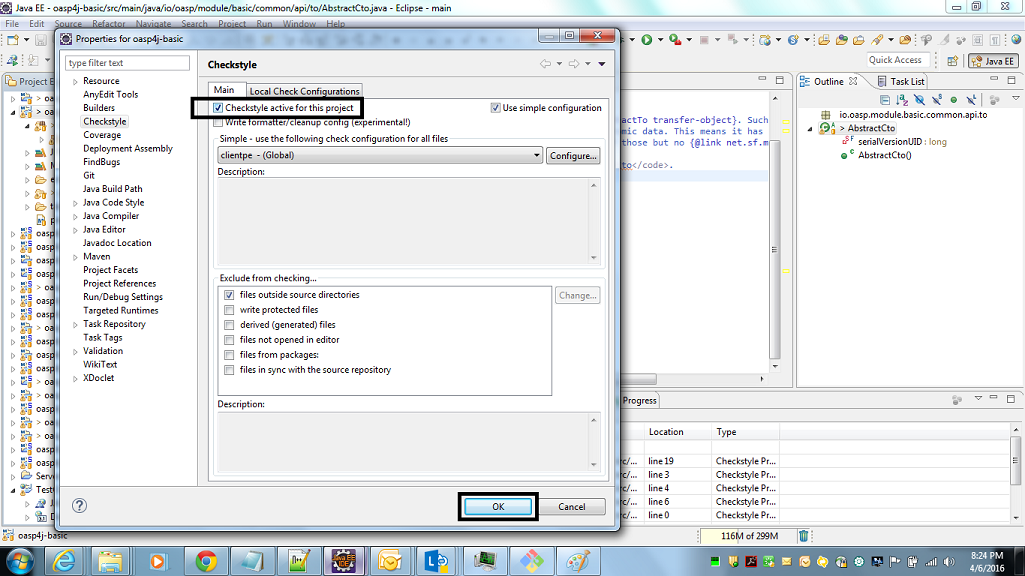 Java EE - oasp4j-basic/src/main/java/io/oasp/module/basic/common/api/to/AbstractCto.java - Eclipse - main
File Edit Source Refactor Navigate Search Project Run Window Help
Quick Access
Java EE
Properties for oasp4j-basic
type filter text
Resource
AnyEdit Tools
Builders
Checkstyle
Coverage
Deployment Assembly
FindBugs
Git
Java Build Path
Java Code Style
Java Compiler
Java Editor
Javadoc Location
Maven
Project Facets
Project References
Run/Debug Settings
Targeted Runtimes
Task Repository
Task Tags
Validation
WikiText
XDoclet
Checkstyle
Main Local Check Configurations
Checkstyle active for this project
Use simple configuration
Write formatter/cleanup config (experimental!)
Simple - use the following check configuration for all files
clientpe - (Global)
Configure...
Description:
Exclude from checking...
files outside source directories
Change...
write protected files
derived (generated) files
files not opened in editor
files from packages:
files in sync with the source repository
Description:
OK
Cancel
Project E
oasp4j-basic
actTo transfer-object}. Such
mic data. This means it has
those but no {@link net.sf.m
to</code>.
Outline Task List
io.oasp.module.basic.common.api.to
> AbstractCto
serialVersionUID : long
AbstractCto()
Progress
Location Type
line 19 Checkstyle Pr...
line 3 Checkstyle Pr...
line 4 Checkstyle Pr...
line 6 Checkstyle Pr...
line 0 Checkstyle Pr...
116M of 299M
8:24 PM
4/6/2016